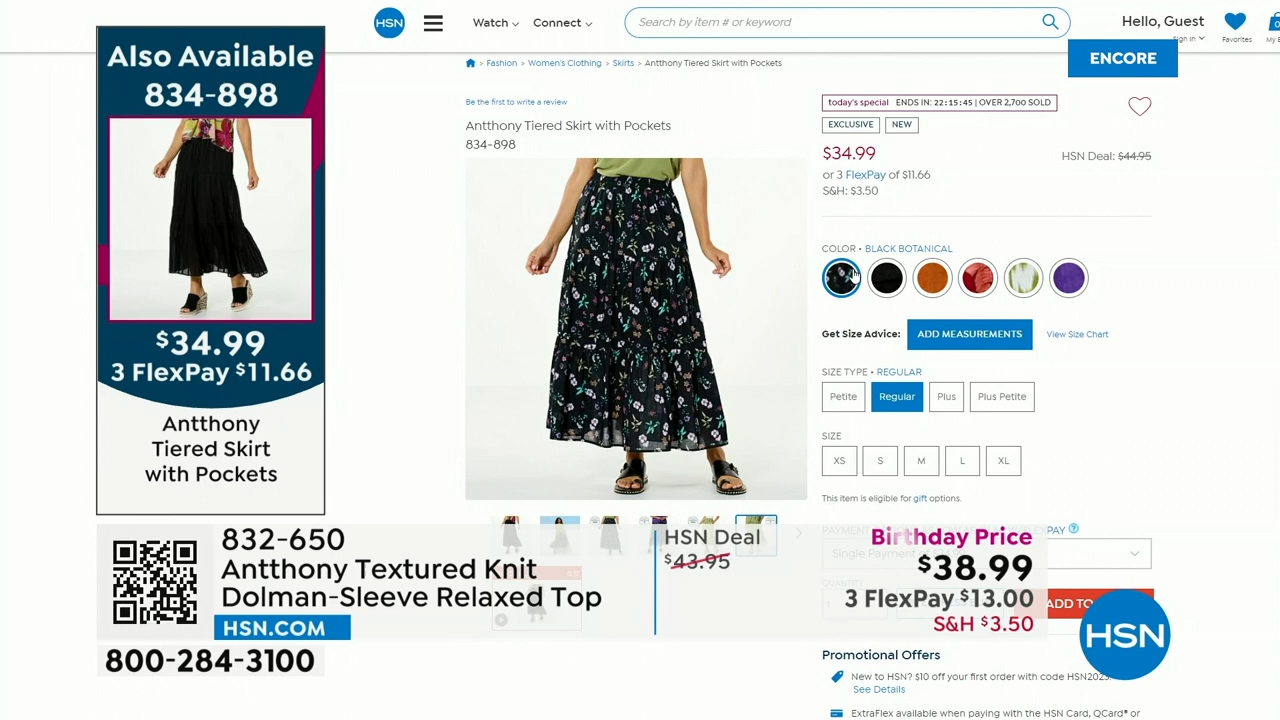 Also Available
834-898
$34.99
3 FlexPay $11.66
Antthony
Tiered Skirt
with Pockets
HSN
Watch
Connect
Search by item # or keyword
Hello, Guest
Sign In
Favorites
ENCORE
Fashion > Women's Clothing > Skirts > Antthony Tiered Skirt with Pockets
Be the first to write a review
Antthony Tiered Skirt with Pockets
834-898
today's special ENDS IN: 22:15:45 | OVER 2,700 SOLD
EXCLUSIVE NEW
$34.99
HSN Deal: $44.95
or 3 FlexPay of $11.66
S&H: $3.50
COLOR • BLACK BOTANICAL
Get Size Advice: ADD MEASUREMENTS View Size Chart
SIZE TYPE • REGULAR
Petite Regular Plus Plus Petite
SIZE
XS S M L XL
This item is eligible for gift options.
832-650
Antthony Textured Knit
Dolman-Sleeve Relaxed Top
HSN.COM
800-284-3100
HSN Deal
$43.95
Birthday Price
$38.99
3 FlexPay $13.00
S&H $3.50
ADD TO
HSN
Promotional Offers
New to HSN? $10 off your first order with code HSN2023.
See Details
ExtraFlex available when paying with the HSN Card, QCard® or